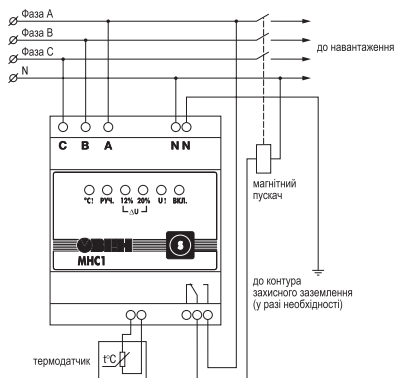 Фаза А
Фаза В
Фаза С
N
до навантаження
C B A N N
магнітний
пускач
°C! РУЧ. 12% 20% U! ВКЛ.
ΔU
ОВЕН
S
МНС1
до контура
захисного заземлення
(у разі необхідності)
термодатчик
t°C